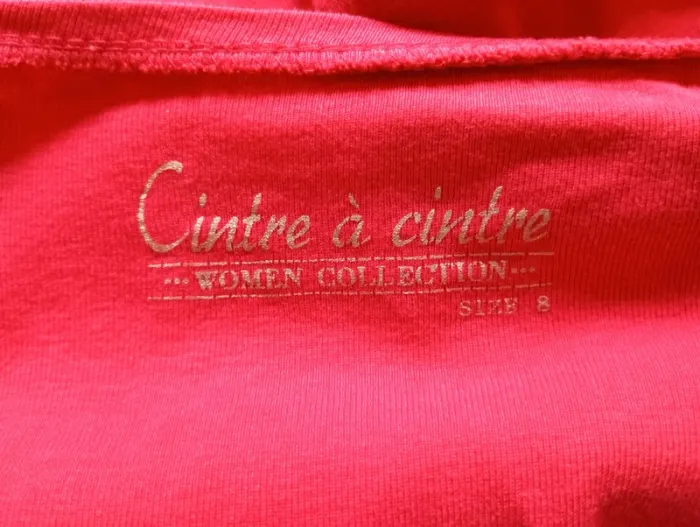 Cintre à cintre
···WOMEN COLLECTION···
SIZE 8